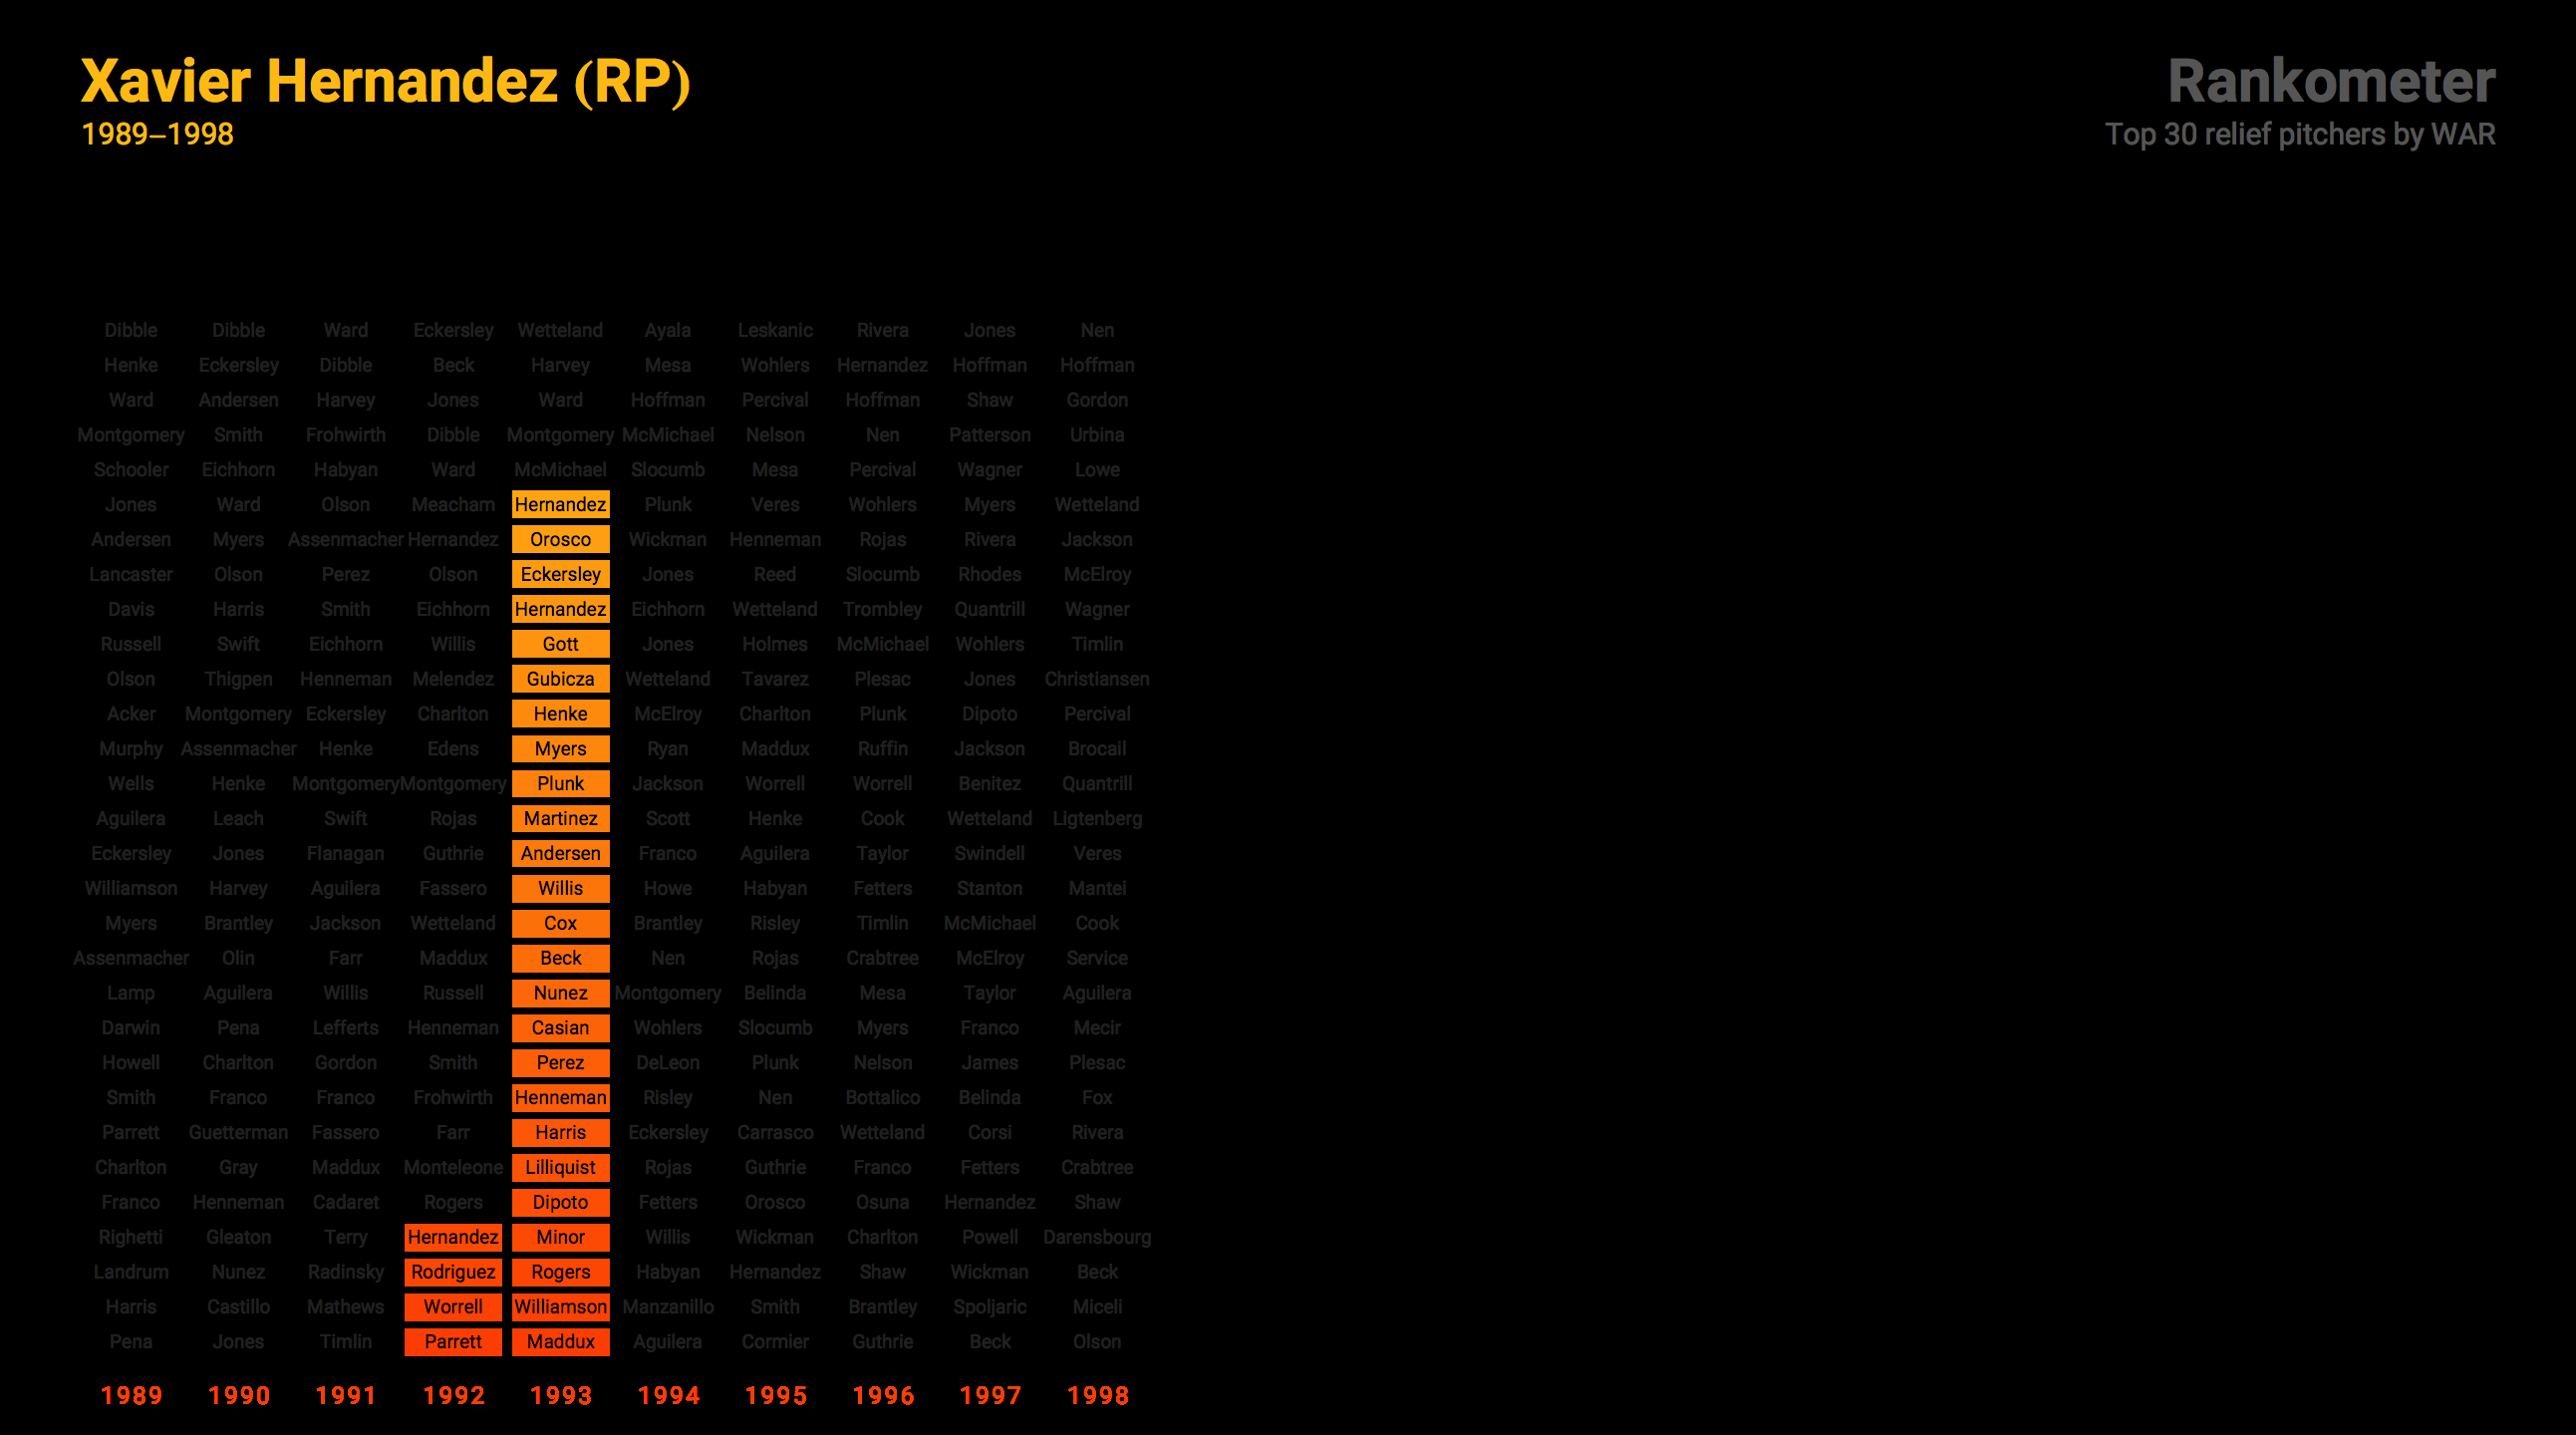 Xavier Hernandez (RP)
1989–1998
Rankometer
Top 30 relief pitchers by WAR
Dibble Dibble Ward Eckersley Wetteland Ayala Leskanic Rivera Jones Nen
Henke Eckersley Dibble Beck Harvey Mesa Wohlers Hernandez Hoffman Hoffman
Ward Andersen Harvey Jones Ward Hoffman Percival Hoffman Shaw Gordon
Montgomery Smith Frohwirth Dibble Montgomery McMichael Nelson Nen Patterson Urbina
Schooler Eichhorn Habyan Ward McMichael Slocumb Mesa Percival Wagner Lowe
Jones Ward Olson Meacham Hernandez Plunk Veres Wohlers Myers Wetteland
Andersen Myers Assenmacher Hernandez Orosco Wickman Henneman Rojas Rivera Jackson
Lancaster Olson Perez Olson Eckersley Jones Reed Slocumb Rhodes McElroy
Davis Harris Smith Eichhorn Hernandez Eichhorn Wetteland Trombley Quantrill Wagner
Russell Swift Eichhorn Willis Gott Jones Holmes McMichael Wohlers Timlin
Olson Thigpen Henneman Melendez Gubicza Wetteland Tavarez Plesac Jones Christiansen
Acker Montgomery Eckersley Charlton Henke McElroy Charlton Plunk Dipoto Percival
Murphy Assenmacher Henke Edens Myers Ryan Maddux Ruffin Jackson Brocail
Wells Henke Montgomery Montgomery Plunk Jackson Worrell Worrell Benitez Quantrill
Aguilera Leach Swift Rojas Martinez Scott Henke Cook Wetteland Ligtenberg
Eckersley Jones Flanagan Guthrie Andersen Franco Aguilera Taylor Swindell Veres
Williamson Harvey Aguilera Fassero Willis Howe Habyan Fetters Stanton Mantei
Myers Brantley Jackson Wetteland Cox Brantley Risley Timlin McMichael Cook
Assenmacher Olin Farr Maddux Beck Nen Rojas Crabtree McElroy Service
Lamp Aguilera Willis Russell Nunez Montgomery Belinda Mesa Taylor Aguilera
Darwin Pena Lefferts Henneman Casian Wohlers Slocumb Myers Franco Mecir
Howell Charlton Gordon Smith Perez DeLeon Plunk Nelson James Plesac
Smith Franco Franco Frohwirth Henneman Risley Nen Bottalico Belinda Fox
Parrett Guetterman Fassero Farr Harris Eckersley Carrasco Wetteland Corsi Rivera
Charlton Gray Maddux Monteleone Lilliquist Rojas Guthrie Franco Fetters Crabtree
Franco Henneman Cadaret Rogers Dipoto Fetters Orosco Osuna Hernandez Shaw
Righetti Gleaton Terry Hernandez Minor Willis Wickman Charlton Powell Darensbourg
Landrum Nunez Radinsky Rodriguez Rogers Habyan Hernandez Shaw Wickman Beck
Harris Castillo Mathews Worrell Williamson Manzanillo Smith Brantley Spoljaric Miceli
Pena Jones Timlin Parrett Maddux Aguilera Cormier Guthrie Beck Olson
1989 1990 1991 1992 1993 1994 1995 1996 1997 1998